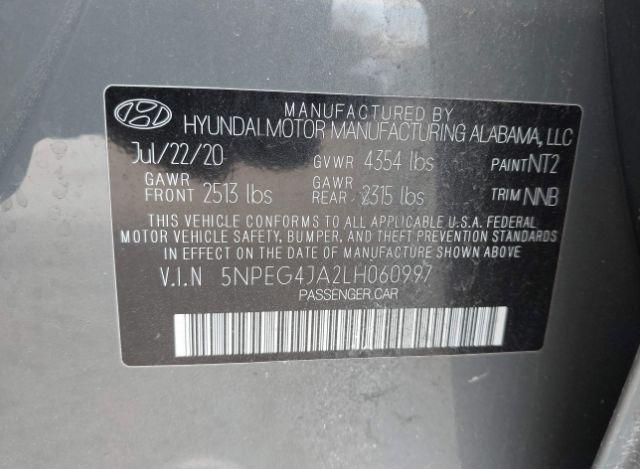 MANUFACTURED BY
HYUNDAI MOTOR MANUFACTURING ALABAMA, LLC
Jul/22/20 GVWR 4354 lbs PAINT NT2
GAWR FRONT 2513 lbs GAWR REAR 2315 lbs TRIM NNB
THIS VEHICLE CONFORMS TO ALL APPLICABLE U.S.A. FEDERAL
MOTOR VEHICLE SAFETY, BUMPER, AND THEFT PREVENTION STANDARDS
IN EFFECT ON THE DATE OF MANUFACTURE SHOWN ABOVE.
V.I.N 5NPEG4JA2LH060997
PASSENGER CAR